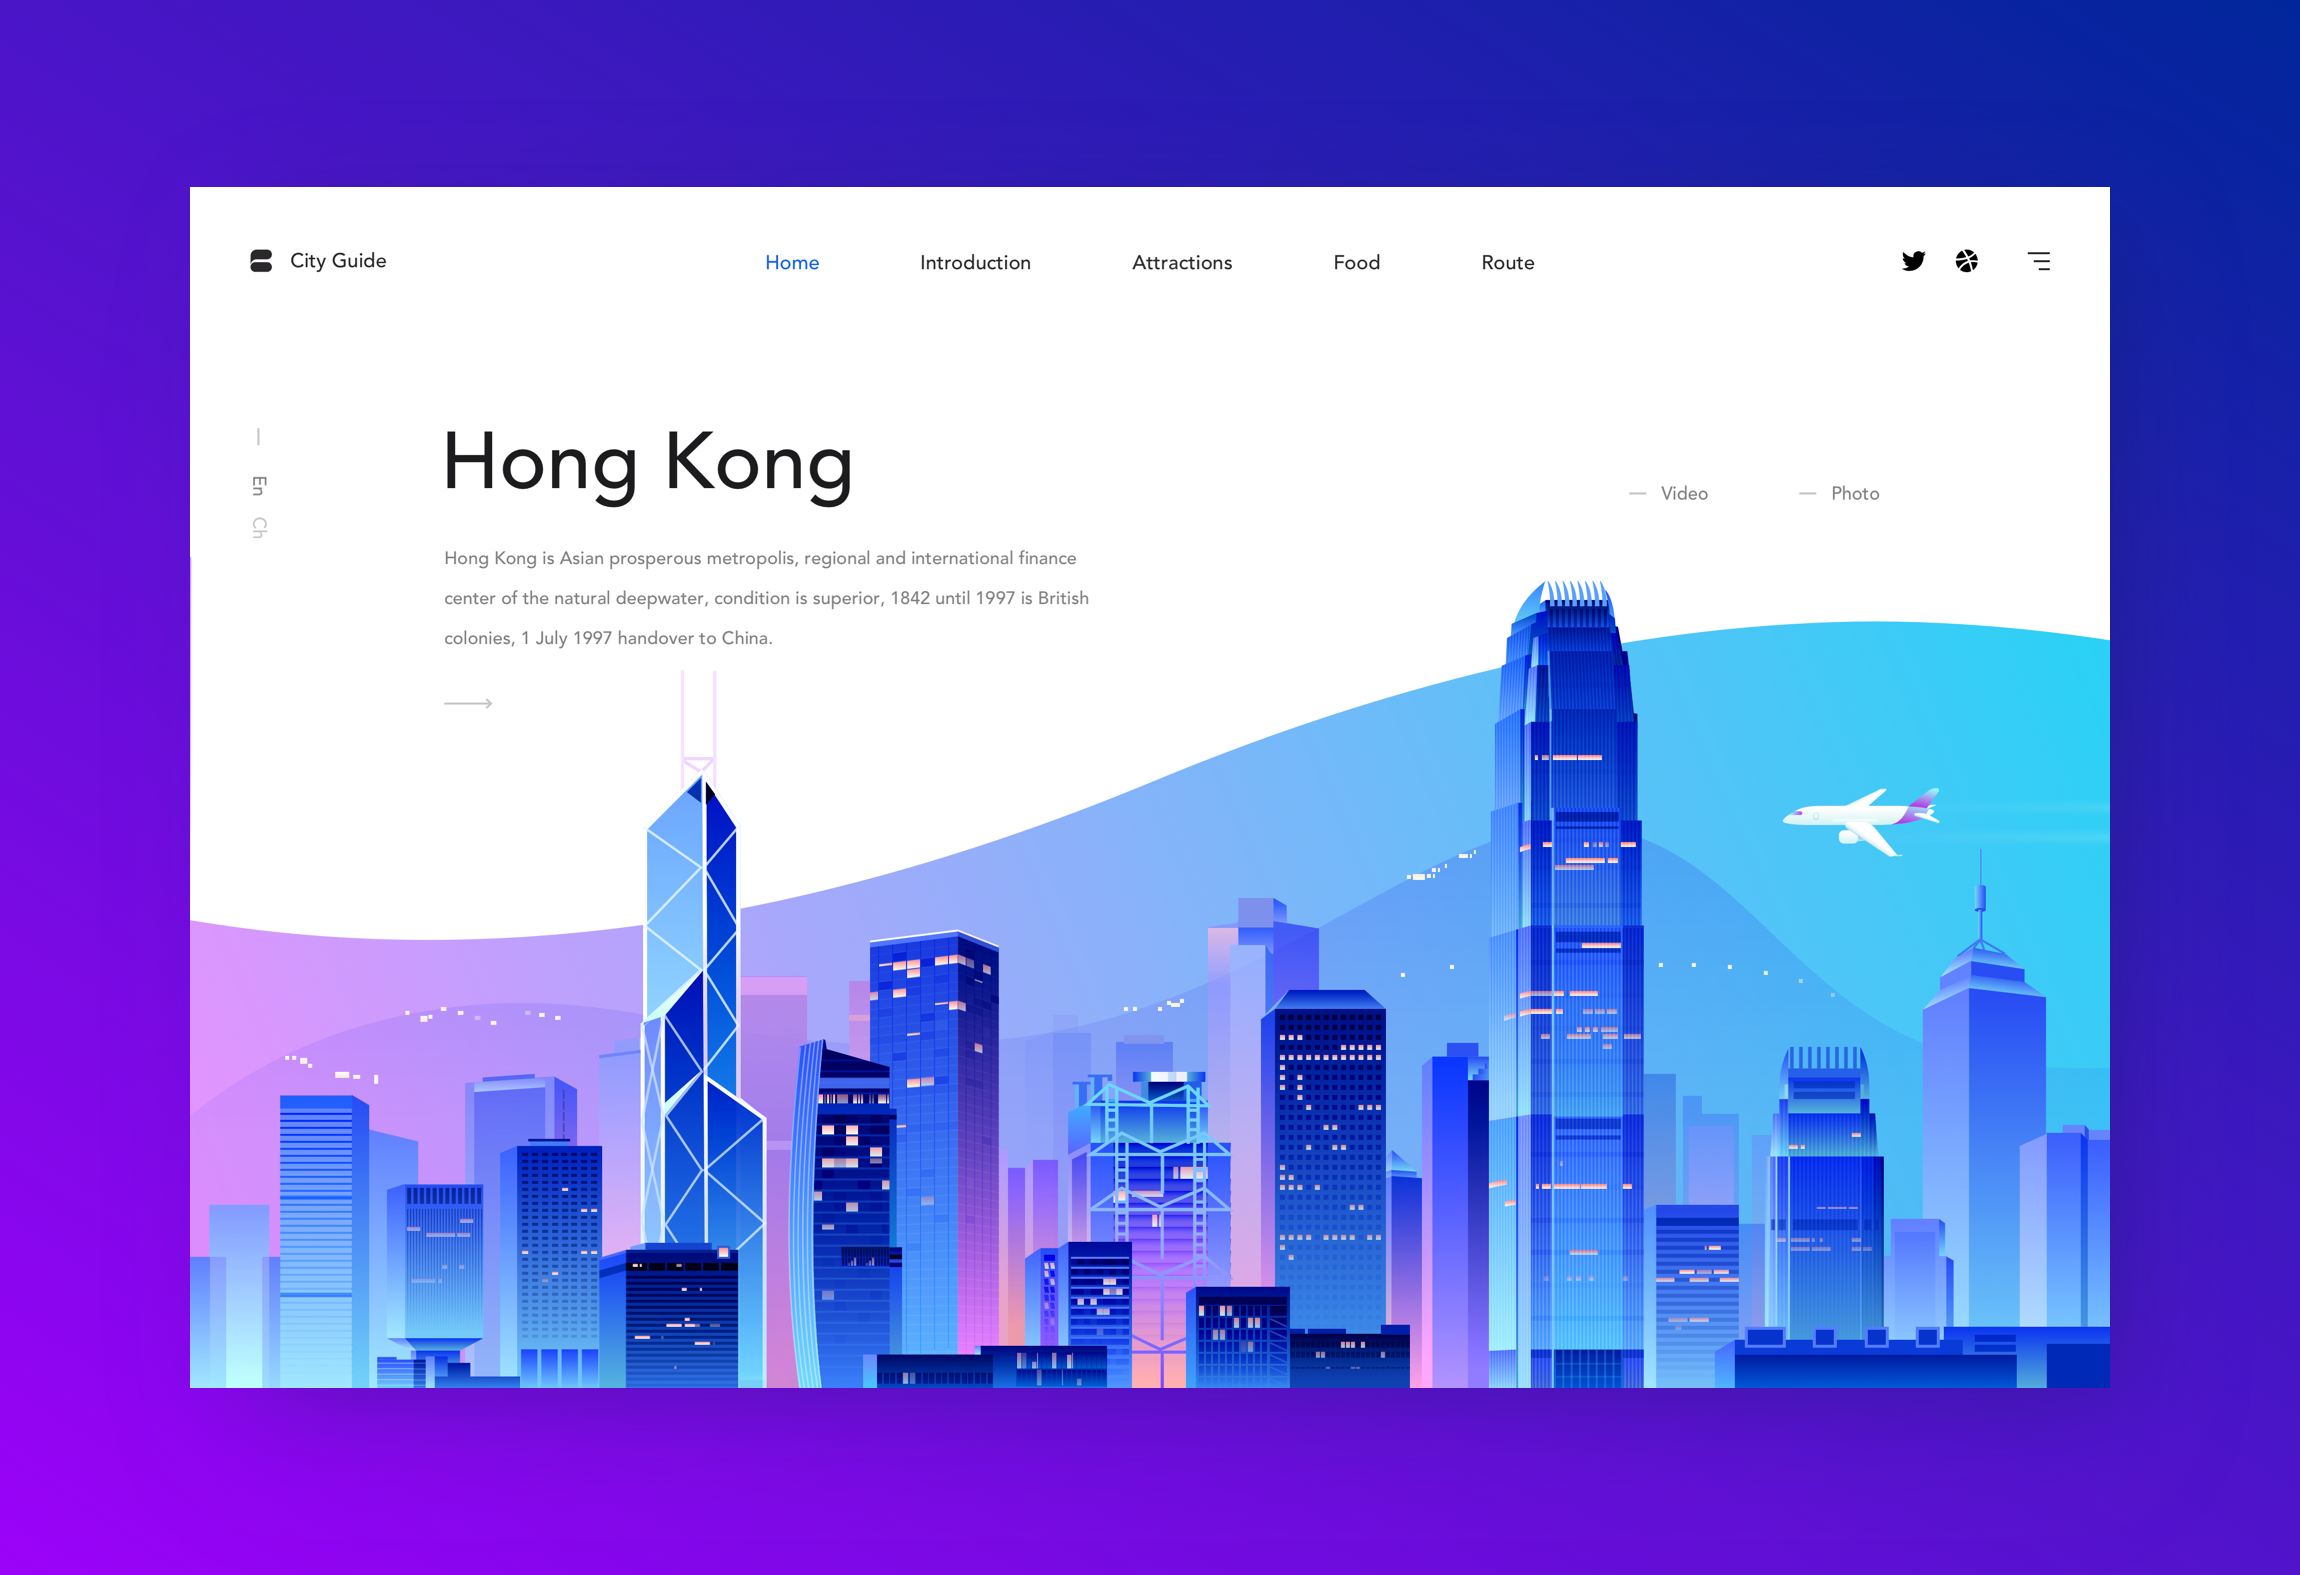 City Guide
Home
Introduction
Attractions
Food
Route
En
Ch
Hong Kong
Video
Photo
Hong Kong is Asian prosperous metropolis, regional and international finance
center of the natural deepwater, condition is superior, 1842 until 1997 is British
colonies, 1 July 1997 handover to China.